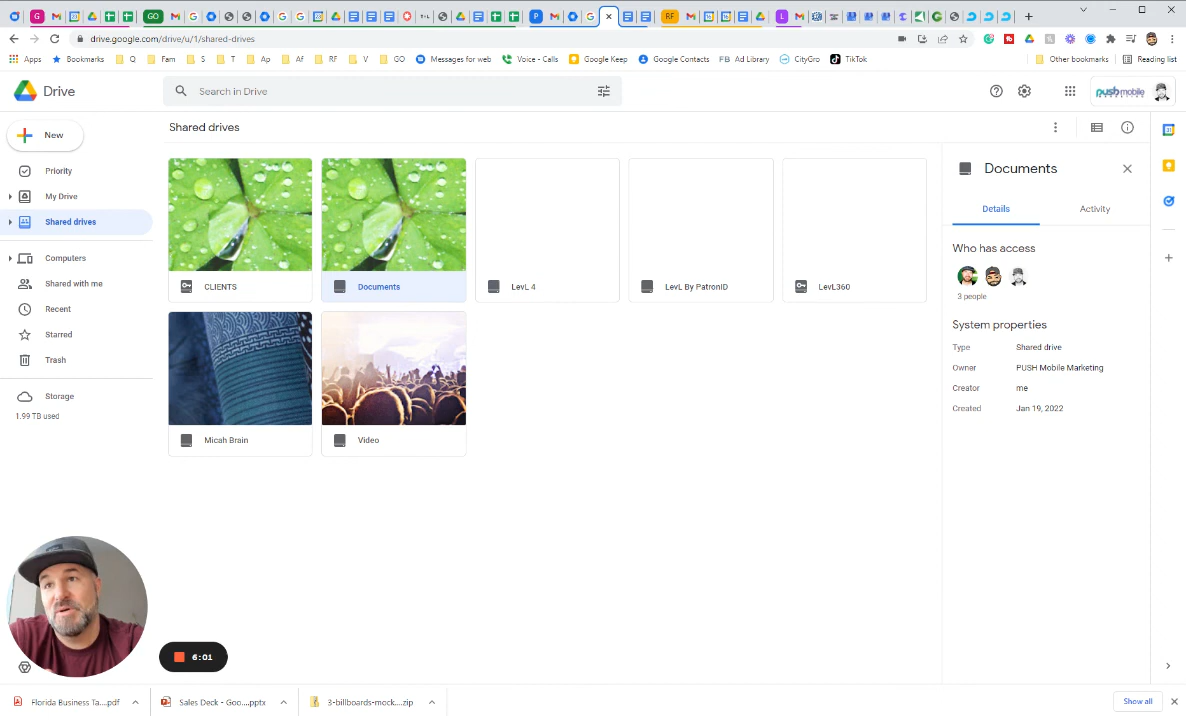 G
GO
P
RF
L
drive.google.com/drive/u/1/shared-drives
Apps
Bookmarks
Q
Fam
S
T
Ap
Af
RF
V
GO
Messages for web
Voice - Calls
Google Keep
Google Contacts
FB Ad Library
CityGro
TikTok
Other bookmarks
Reading list
Drive
Search in Drive
pushmobile
New
Shared drives
Priority
My Drive
Shared drives
Computers
Shared with me
Recent
Starred
Trash
Storage
1.99 TB used
CLIENTS
Documents
LevL 4
LevL By PatronID
LevL360
Micah Brain
Video
Documents
Details
Activity
Who has access
3 people
System properties
Type Shared drive
Owner PUSH Mobile Marketing
Creator me
Created Jan 19, 2022
6:01
Florida Business Ta....pdf
Sales Deck - Goo....pptx
3-billboards-mock....zip
Show all